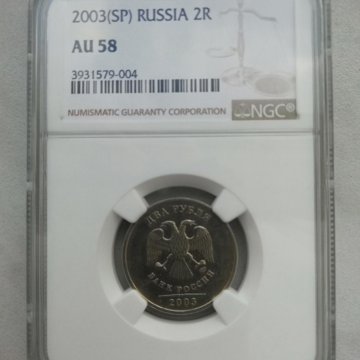 2003(SP) RUSSIA 2R
AU 58
3931579-004
NUMISMATIC GUARANTY CORPORATION
NGC®
ДВА РУБЛЯ
БАНК РОССИИ
2003